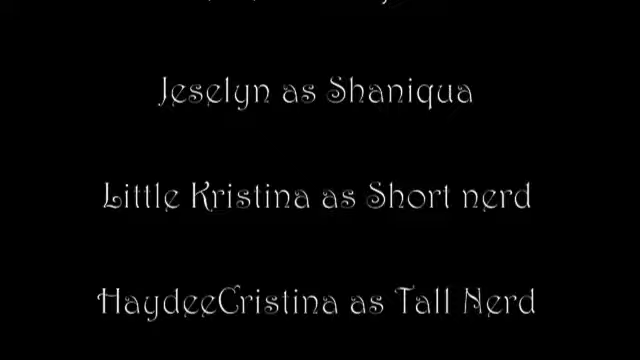 Jeselyn as Shaniqua
Little Kristina as Short nerd
HaydeeCristina as Tall Nerd